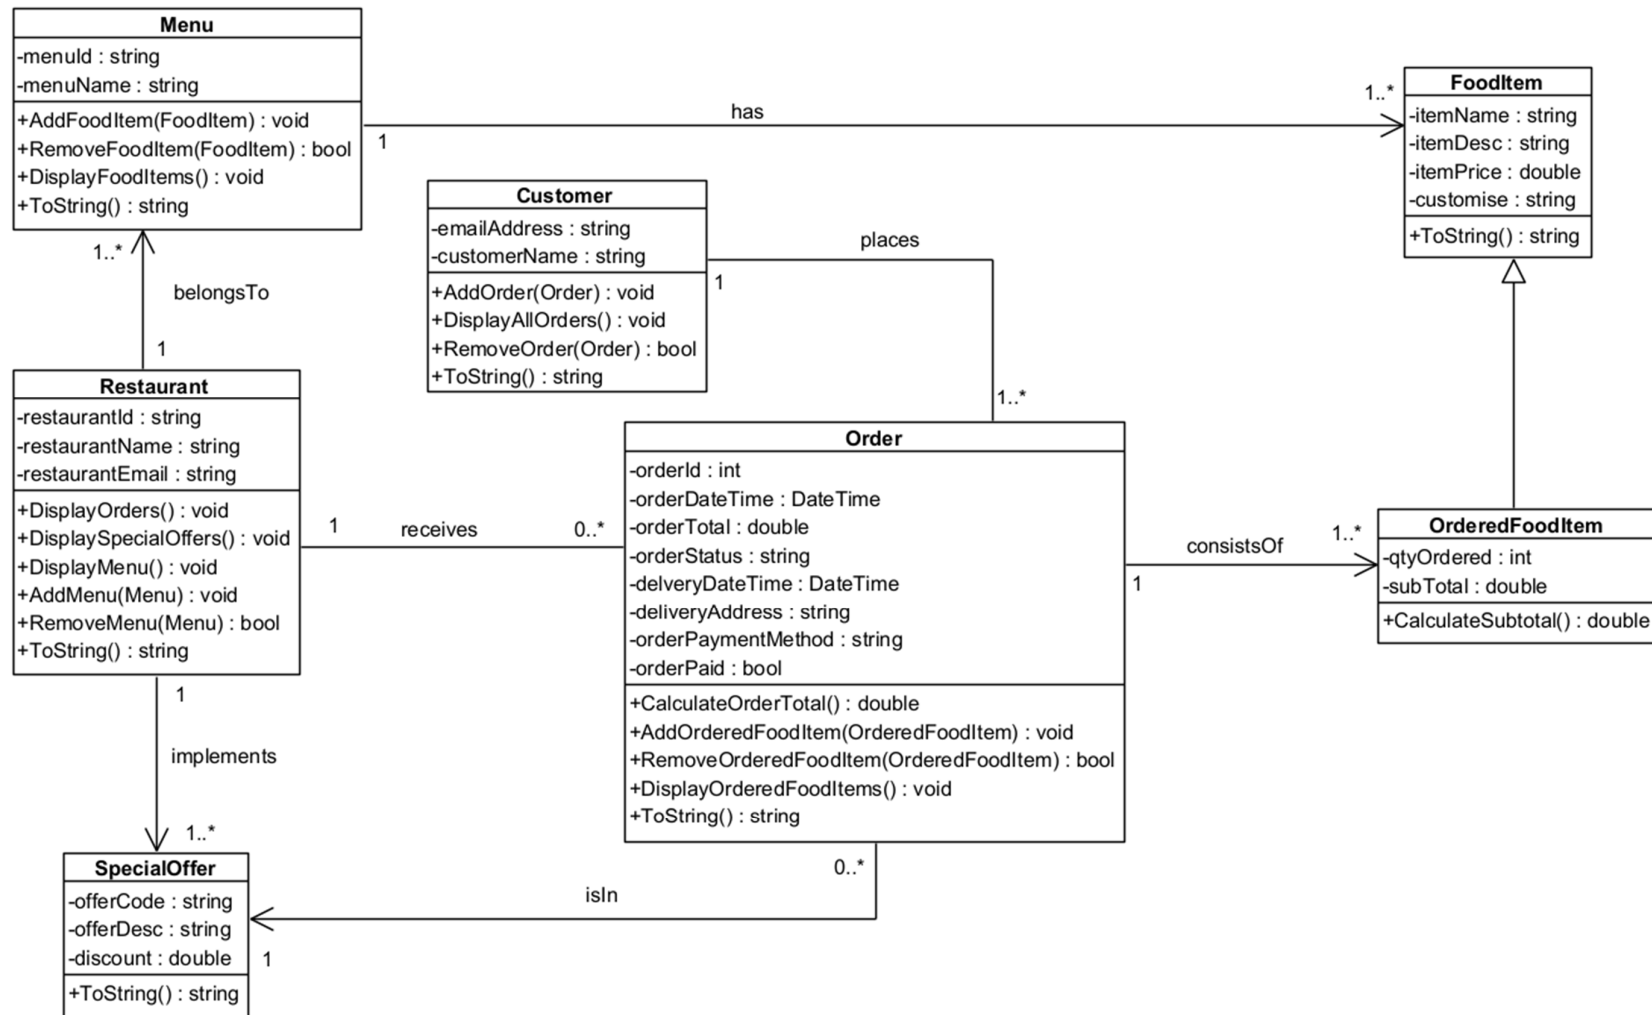 Menu
-menuId : string
-menuName : string
+AddFoodItem(FoodItem) : void
+RemoveFoodItem(FoodItem) : bool
+DisplayFoodItems() : void
+ToString() : string
1
has
1..*
FoodItem
-itemName : string
-itemDesc : string
-itemPrice : double
-customise : string
+ToString() : string
Customer
-emailAddress : string
-customerName : string
+AddOrder(Order) : void
+DisplayAllOrders() : void
+RemoveOrder(Order) : bool
+ToString() : string
places
1
1..*
1..*
belongsTo
1
Restaurant
-restaurantId : string
-restaurantName : string
-restaurantEmail : string
+DisplayOrders() : void
+DisplaySpecialOffers() : void
+DisplayMenu() : void
+AddMenu(Menu) : void
+RemoveMenu(Menu) : bool
+ToString() : string
1
receives
0..*
Order
-orderId : int
-orderDateTime : DateTime
-orderTotal : double
-orderStatus : string
-delveryDateTime : DateTime
-deliveryAddress : string
-orderPaymentMethod : string
-orderPaid : bool
+CalculateOrderTotal() : double
+AddOrderedFoodItem(OrderedFoodItem) : void
+RemoveOrderedFoodItem(OrderedFoodItem) : bool
+DisplayOrderedFoodItems() : void
+ToString() : string
consistsOf
1
1..*
OrderedFoodItem
-qtyOrdered : int
-subTotal : double
+CalculateSubtotal() : double
1
implements
1..*
SpecialOffer
-offerCode : string
-offerDesc : string
-discount : double
+ToString() : string
0..*
isIn
1